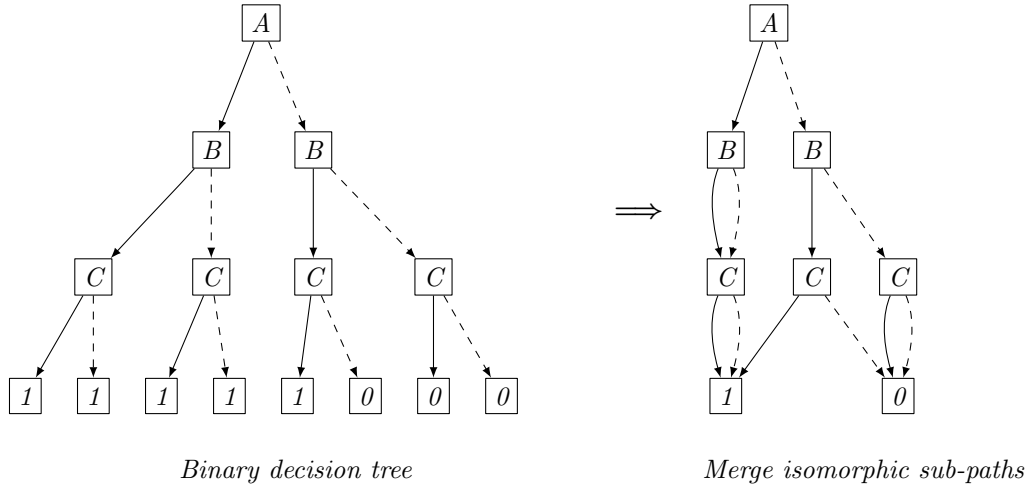 A A
B B B B
⟹
C C C C C C C
1 1 1 1 1 0 0 0 1 0
Binary decision tree Merge isomorphic sub-paths